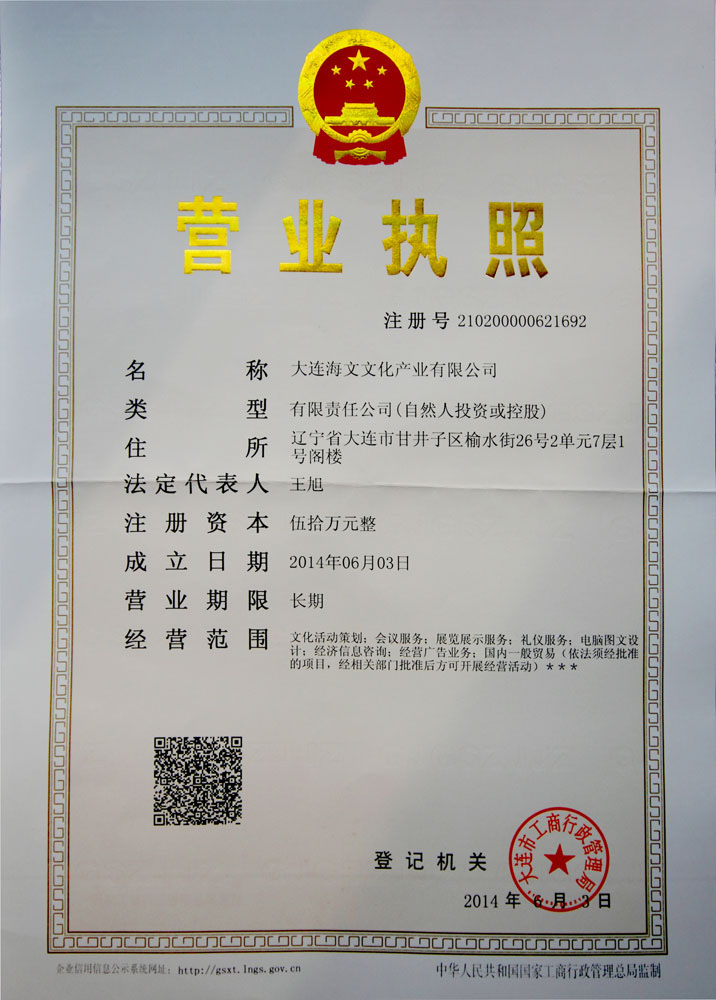 营业执照
注册号 210200000621692
名称 大连海文文化产业有限公司
类型 有限责任公司(自然人投资或控股)
住所 辽宁省大连市甘井子区榆水街26号2单元7层1
号阁楼
法定代表人 王旭
注册资本 伍拾万元整
成立日期 2014年06月03日
营业期限 长期
经营范围 文化活动策划；会议服务；展览展示服务；礼仪服务；电脑图文设
计；经济信息咨询；经营广告业务；国内一般贸易（依法须经批准
的项目，经相关部门批准后方可开展经营活动）***
大连市工商行政管理局
登记机关
2014 年 6 月 3 日
企业信用信息公示系统网址：http://gsxt.lngs.gov.cn
中华人民共和国国家工商行政管理总局监制